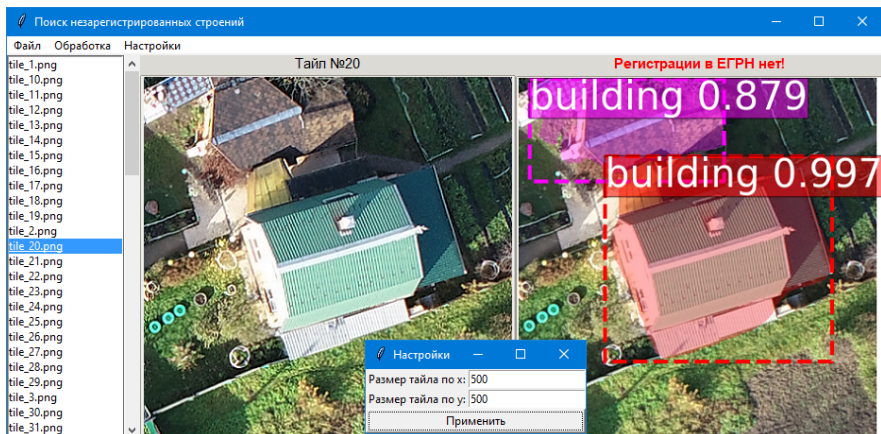 Поиск незарегистрированных строений
Файл Обработка Настройки
tile_1.png
tile_10.png
tile_11.png
tile_12.png
tile_13.png
tile_14.png
tile_15.png
tile_16.png
tile_17.png
tile_18.png
tile_19.png
tile_2.png
tile_20.png
tile_21.png
tile_22.png
tile_23.png
tile_24.png
tile_25.png
tile_26.png
tile_27.png
tile_28.png
tile_29.png
tile_3.png
tile_30.png
tile_31.png
Тайл №20
Регистрации в ЕГРН нет!
building 0.879
building 0.997
Настройки
Размер тайла по x: 500
Размер тайла по y: 500
Применить